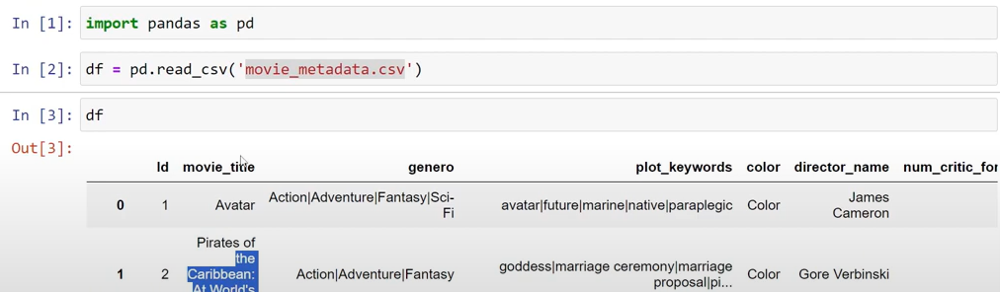 In [1]: import pandas as pd
In [2]: df = pd.read_csv('movie_metadata.csv')
In [3]: df
Out[3]:
Id movie_title genero plot_keywords color director_name num_critic_for
0 1 Avatar Action|Adventure|Fantasy|Sci-Fi avatar|future|marine|native|paraplegic Color James Cameron
1 2 Pirates of the Caribbean: At World's Action|Adventure|Fantasy goddess|marriage ceremony|marriage proposal|pi... Color Gore Verbinski